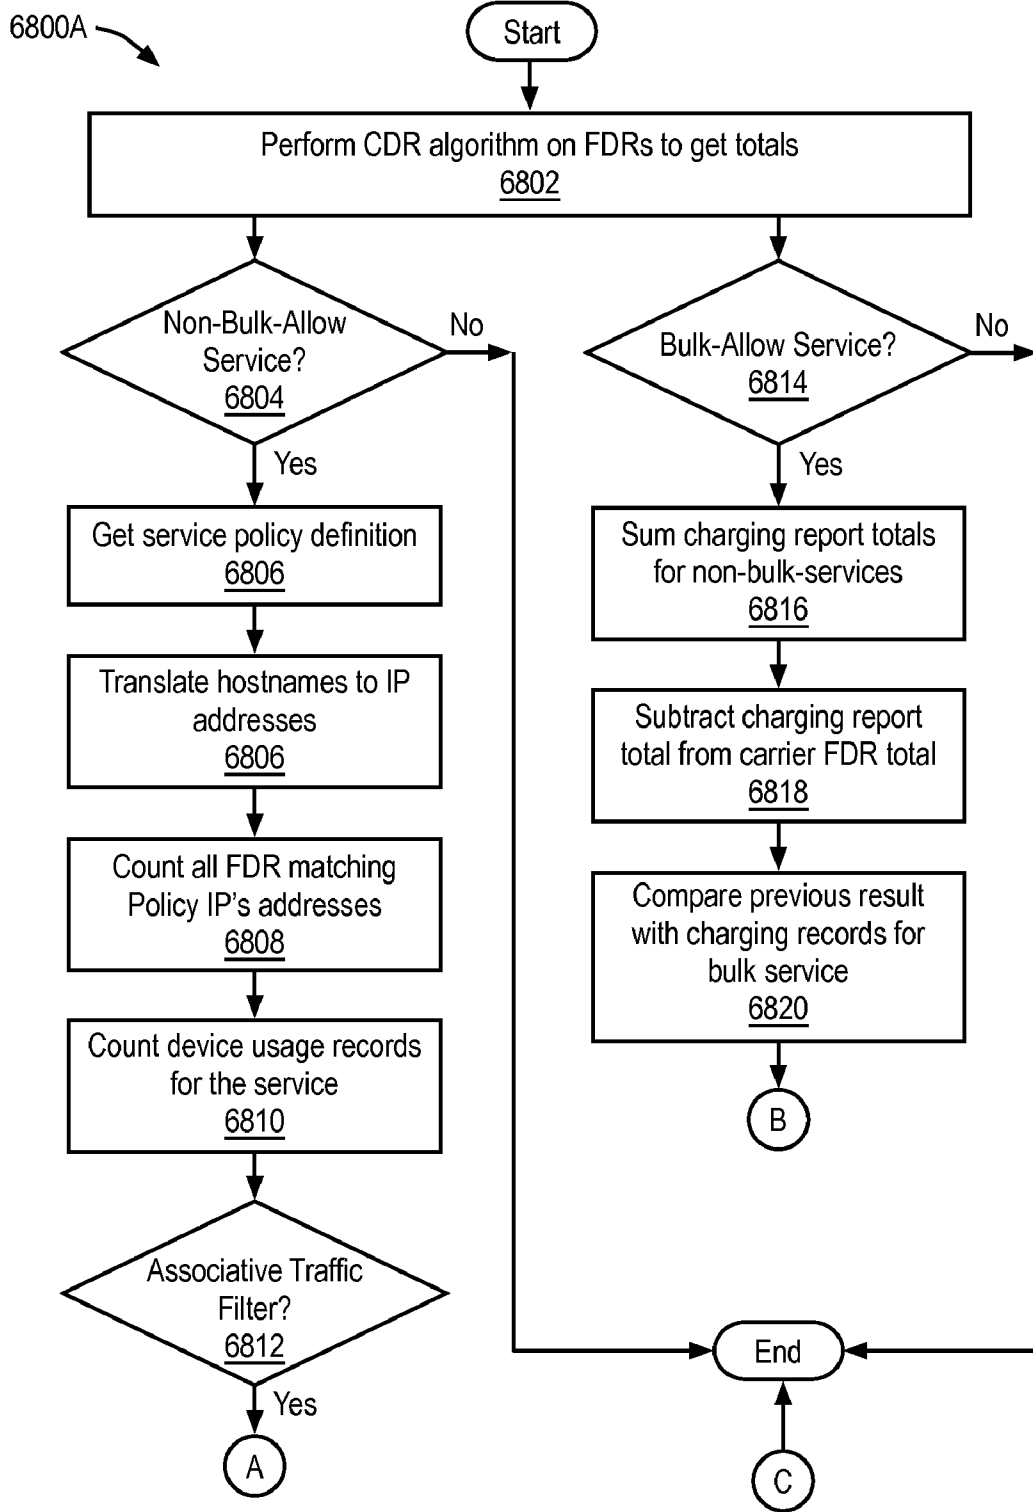 6800A
Start
Perform CDR algorithm on FDRs to get totals
6802
Non-Bulk-Allow
Service?
6804
No
Yes
Get service policy definition
6806
Translate hostnames to IP
addresses
6806
Count all FDR matching
Policy IP's addresses
6808
Count device usage records
for the service
6810
Associative Traffic
Filter?
6812
Yes
A
Bulk-Allow Service?
6814
No
Yes
Sum charging report totals
for non-bulk-services
6816
Subtract charging report
total from carrier FDR total
6818
Compare previous result
with charging records for
bulk service
6820
B
End
C